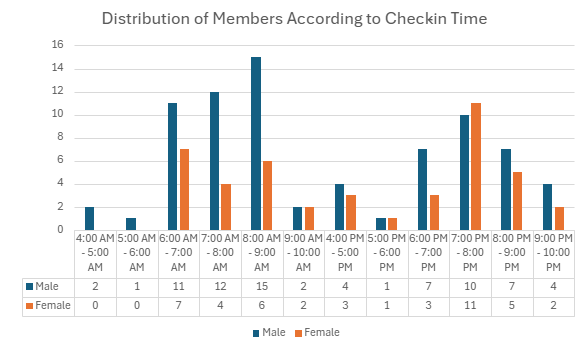 Distribution of Members According to Checkin Time
16
14
12
10
8
6
4
2
0
4:00 AM 5:00 AM 6:00 AM 7:00 AM 8:00 AM 9:00 AM 4:00 PM 5:00 PM 6:00 PM 7:00 PM 8:00 PM 9:00 PM
- 5:00 - 6:00 - 7:00 - 8:00 - 9:00 - 10:00 - 5:00 - 6:00 - 7:00 - 8:00 - 9:00 - 10:00
AM AM AM AM AM AM PM PM PM PM PM PM
Male 2 1 11 12 15 2 4 1 7 10 7 4
Female 0 0 7 4 6 2 3 1 3 11 5 2
Male Female